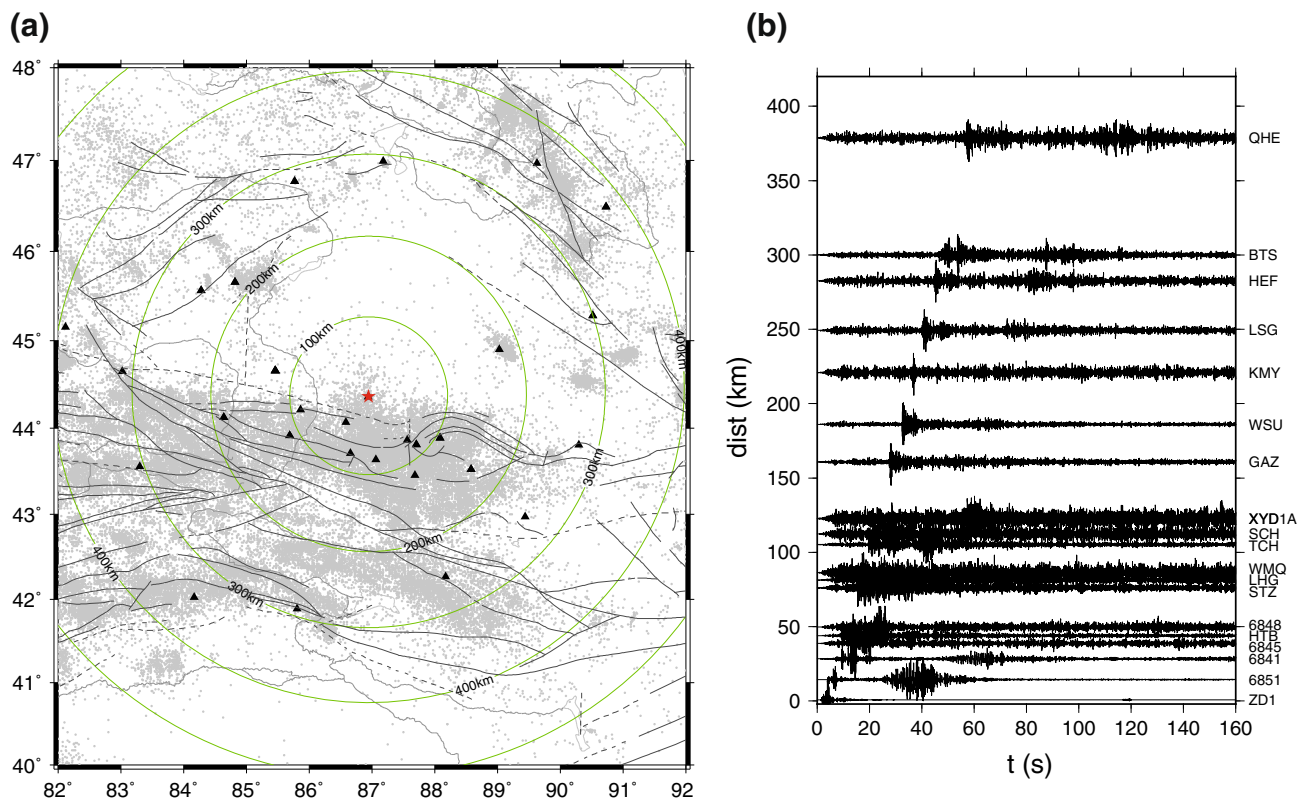 (a)
(b)
48°
47°
46°
45°
44°
43°
42°
41°
40°
82°
83°
84°
85°
86°
87°
88°
89°
90°
91°
92°
300km
200km
100km
400km
300km
200km
400km
300km
400km
0
20
40
60
80
100
120
140
160
t (s)
dist (km)
400
350
300
250
200
150
100
50
0
QHE
BTS
HEF
LSG
KMY
WSU
GAZ
XYD1A
SCH
TCH
WMQ
LHG
STZ
6848
HTB
6845
6841
6851
ZD1